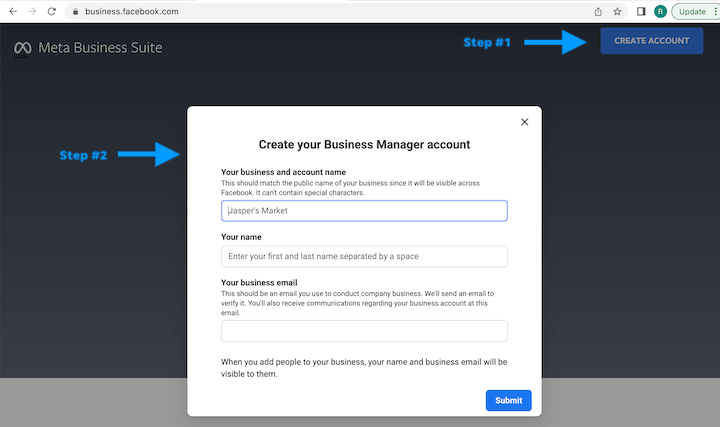 business.facebook.com
R
Update
Meta Business Suite
Step #1
CREATE ACCOUNT
Step #2
Create your Business Manager account
Your business and account name
This should match the public name of your business since it will be visible across
Facebook. It can't contain special characters.
Jasper's Market
Your name
Enter your first and last name separated by a space
Your business email
This should be an email you use to conduct company business. We'll send an email to
verify it. You'll also receive communications regarding your business account at this
email.
When you add people to your business, your name and business email will be
visible to them.
Submit